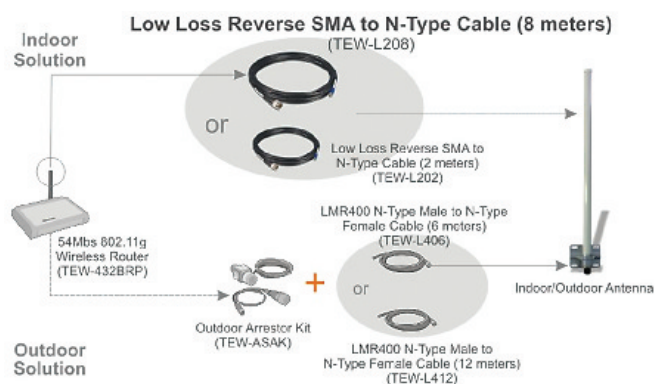 Low Loss Reverse SMA to N-Type Cable (8 meters)
(TEW-L208)
Indoor
Solution
or
Low Loss Reverse SMA to
N-Type Cable (2 meters)
(TEW-L202)
54Mbs 802.11g
Wireless Router
(TEW-432BRP)
LMR400 N-Type Male to N-Type
Female Cable (6 meters)
(TEW-L406)
+
or
Indoor/Outdoor Antenna
Outdoor Arrestor Kit
(TEW-ASAK)
Outdoor
Solution
LMR400 N-Type Male to
N-Type Female Cable (12 meters)
(TEW-L412)